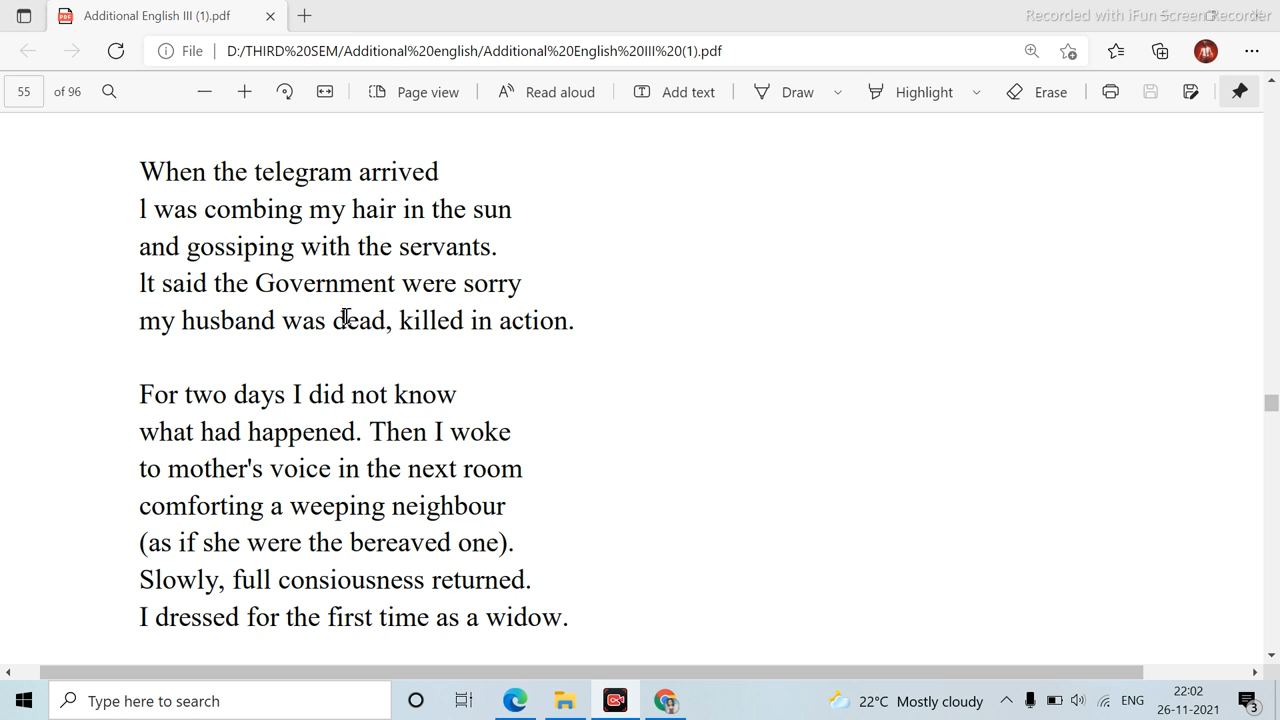 Additional English III (1).pdf
Recorded with iFun Screen Recorder
File
D:/THIRD%20SEM/Additional%20english/Additional%20English%20III%20(1).pdf
55 of 96
Page view
Read aloud
Add text
Draw
Highlight
Erase
When the telegram arrived
l was combing my hair in the sun
and gossiping with the servants.
lt said the Government were sorry
my husband was dead, killed in action.
For two days I did not know
what had happened. Then I woke
to mother's voice in the next room
comforting a weeping neighbour
(as if she were the bereaved one).
Slowly, full consiousness returned.
I dressed for the first time as a widow.
Type here to search
22°C Mostly cloudy
ENG
22:02
26-11-2021
3